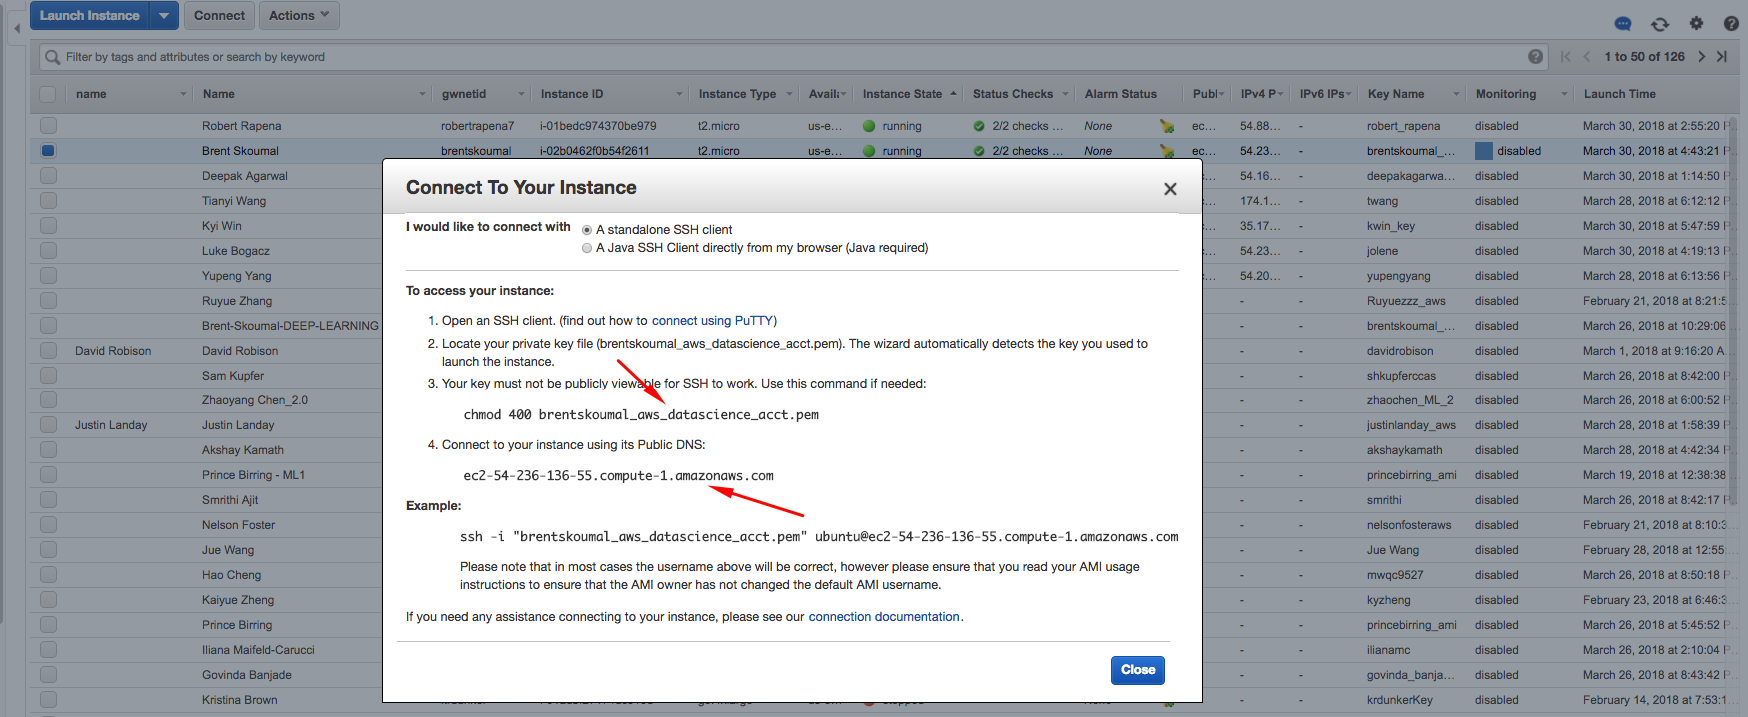 Launch Instance Connect Actions
Filter by tags and attributes or search by keyword 1 to 50 of 126
name Name gwnetid Instance ID Instance Type Availa Instance State Status Checks Alarm Status Publ IPv4 P IPv6 IPs Key Name Monitoring Launch Time
Robert Rapena robertrapena7 i-01bedc974370be979 t2.micro us-e... running 2/2 checks ... None ec... 54.88... - robert_rapena disabled March 30, 2018 at 2:55:20 P...
Brent Skoumal brentskoumal i-02b0462f0b54f2611 t2.micro us-e... running 2/2 checks ... None ec... 54.23... - brentskoumal_... disabled March 30, 2018 at 4:43:21 P...
Deepak Agarwal 54.16... - deepakagarwa... disabled March 30, 2018 at 1:14:50 P...
Tianyi Wang 174.1... - twang disabled March 28, 2018 at 6:12:12 P...
Kyi Win 35.17... - kwin_key disabled March 30, 2018 at 5:47:59 P...
Luke Bogacz 54.23... - jolene disabled March 30, 2018 at 4:19:13 P...
Yupeng Yang 54.20... - yupengyang disabled March 28, 2018 at 6:13:56 P...
Ruyue Zhang - - Ruyuezzz_aws disabled February 21, 2018 at 8:21:5...
Brent-Skoumal-DEEP-LEARNING - - brentskoumal_... disabled March 26, 2018 at 10:29:06 ...
David Robison David Robison - - davidrobison disabled March 1, 2018 at 9:16:20 A...
Sam Kupfer - - shkupferccas disabled March 26, 2018 at 8:42:00 P...
Zhaoyang Chen_2.0 - - zhaochen_ML_2 disabled March 26, 2018 at 6:00:52 P...
Justin Landay Justin Landay - - justinlanday_aws disabled March 28, 2018 at 1:58:39 P...
Akshay Kamath - - akshaykamath disabled March 28, 2018 at 4:42:34 P...
Prince Birring - ML1 - - princebirring_ami disabled March 19, 2018 at 12:38:38 ...
Smrithi Ajit - - smrithi disabled March 26, 2018 at 8:42:17 P...
Nelson Foster - - nelsonfosteraws disabled February 21, 2018 at 8:10:3...
Jue Wang - - Jue Wang disabled February 28, 2018 at 12:55:...
Hao Cheng - - mwqc9527 disabled March 26, 2018 at 8:50:18 P...
Kaiyue Zheng - - kyzheng disabled February 23, 2018 at 6:46:3...
Prince Birring - - princebirring_ami disabled March 26, 2018 at 5:45:52 P...
Iliana Maifeld-Carucci - - ilianamc disabled March 26, 2018 at 2:10:04 P...
Govinda Banjade - - govinda_banja... disabled March 26, 2018 at 8:43:42 P...
Kristina Brown - - krdunkerKey disabled February 14, 2018 at 7:53:1...
Connect To Your Instance
I would like to connect with A standalone SSH client
A Java SSH Client directly from my browser (Java required)
To access your instance:
1. Open an SSH client. (find out how to connect using PuTTY)
2. Locate your private key file (brentskoumal_aws_datascience_acct.pem). The wizard automatically detects the key you used to
launch the instance.
3. Your key must not be publicly viewable for SSH to work. Use this command if needed:
chmod 400 brentskoumal_aws_datascience_acct.pem
4. Connect to your instance using its Public DNS:
ec2-54-236-136-55.compute-1.amazonaws.com
Example:
ssh -i "brentskoumal_aws_datascience_acct.pem" ubuntu@ec2-54-236-136-55.compute-1.amazonaws.com
Please note that in most cases the username above will be correct, however please ensure that you read your AMI usage
instructions to ensure that the AMI owner has not changed the default AMI username.
If you need any assistance connecting to your instance, please see our connection documentation.
Close